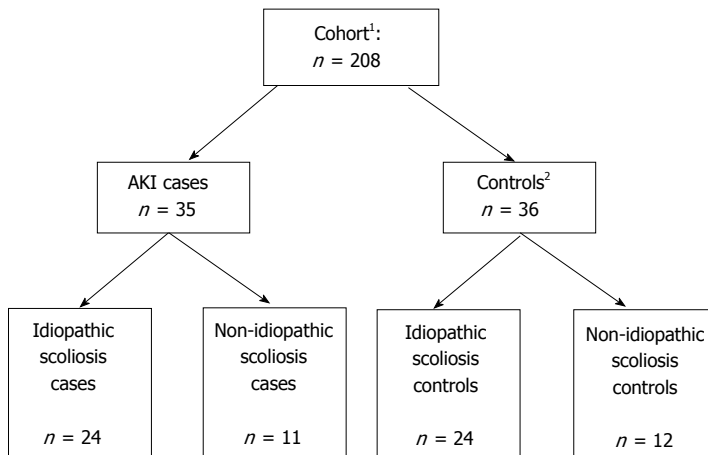 Cohort¹:
n = 208
AKI cases
n = 35
Controls²
n = 36
Idiopathic
scoliosis
cases
n = 24
Non-idiopathic
scoliosis
cases
n = 11
Idiopathic
scoliosis
controls
n = 24
Non-idiopathic
scoliosis
controls
n = 12